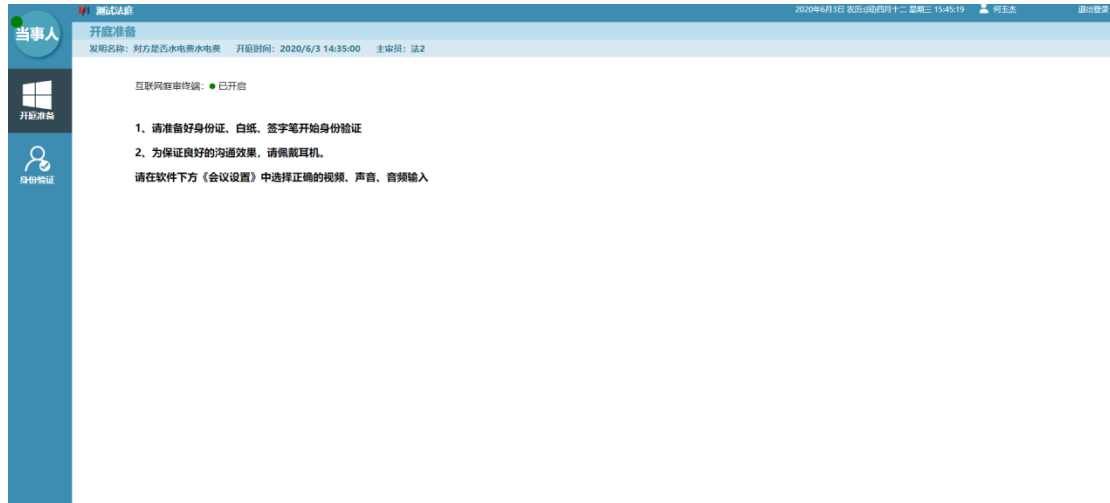 测试法庭 2020年6月3日 农历:(闰)四月十二 星期三 15:45:19 何玉杰 退出登录
当事人
开庭准备
发明名称：对方是否水电费水电费 开庭时间：2020/6/3 14:35:00 主审员：法2
互联网庭审终端：●已开启
开庭准备
1、请准备好身份证、白纸、签字笔开始身份验证
2、为保证良好的沟通效果，请佩戴耳机。
身份验证
请在软件下方《会议设置》中选择正确的视频、声音、音频输入